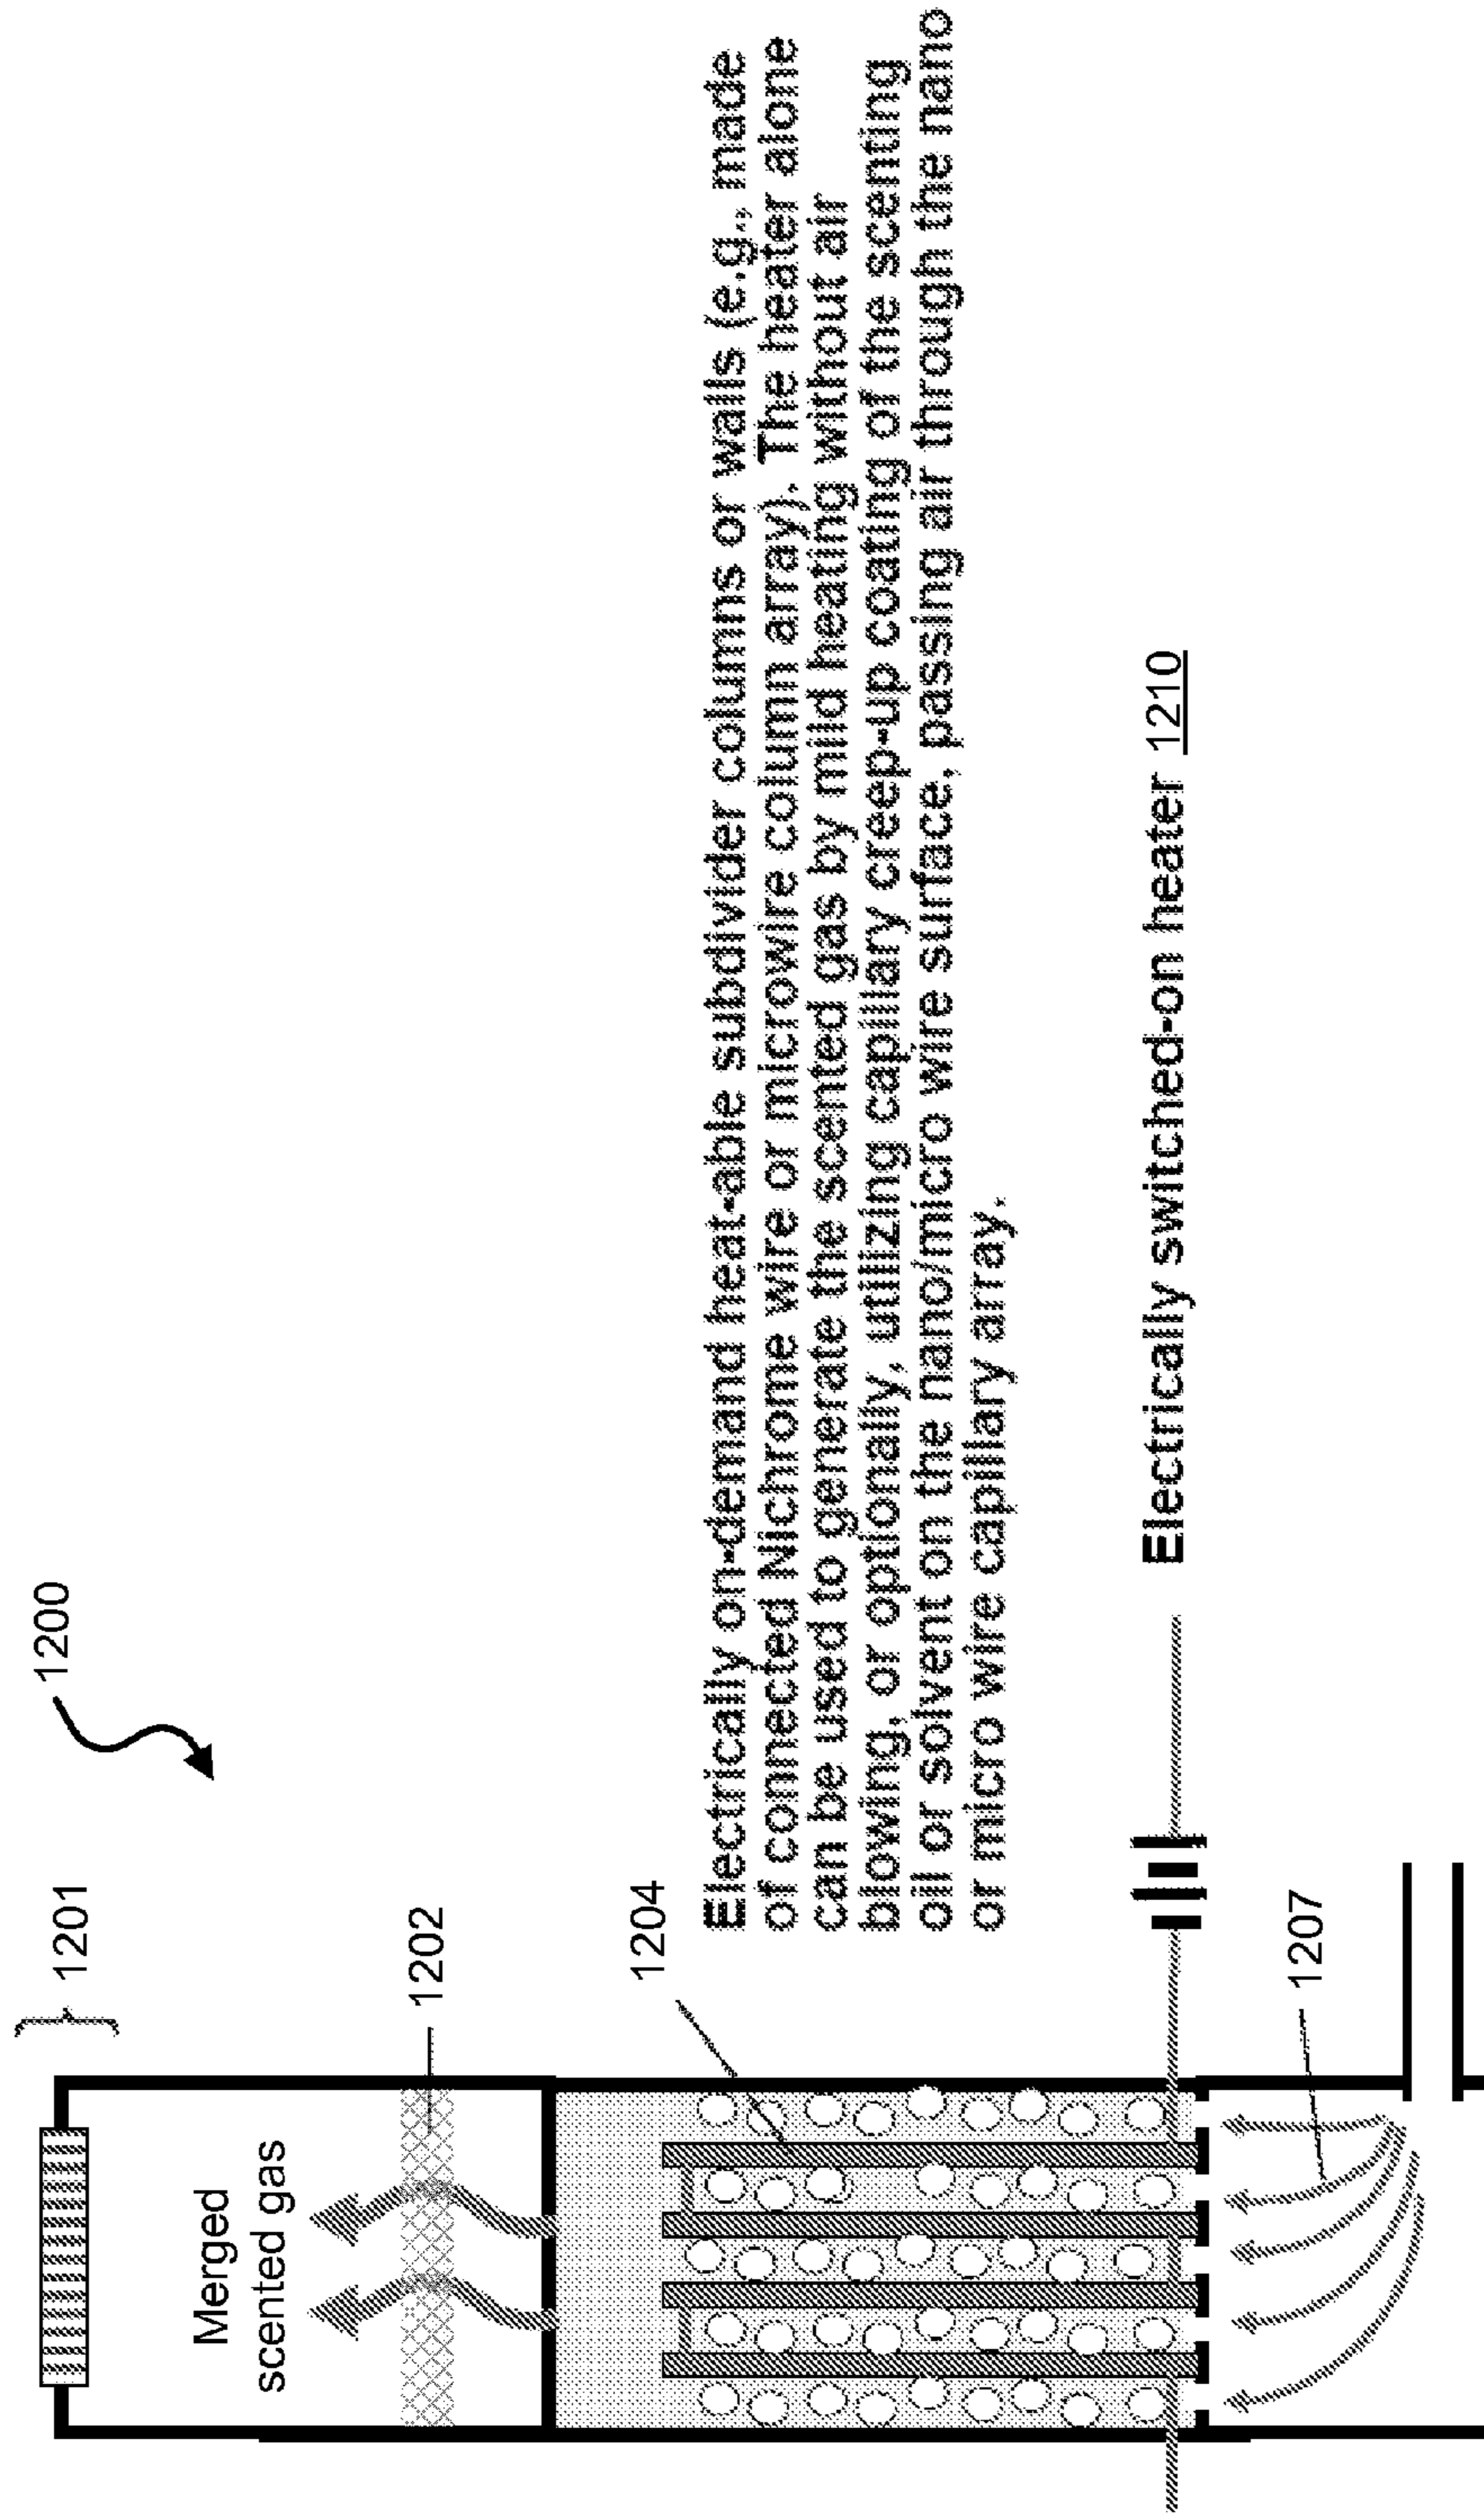 1200
1201
Merged
scented gas
1202
1204
Electrically on-demand heat-able subdivider columns or walls (e.g., made
of connected Nichrome wire or microwire column array). The heater alone
can be used to generate the scented gas by mild heating without air
blowing, or optionally, utilizing capillary creep-up coating of the scenting
oil or solvent on the nano/micro wire surface, passing air through the nano
or micro wire capillary array.
Electrically switched-on heater 1210
1207